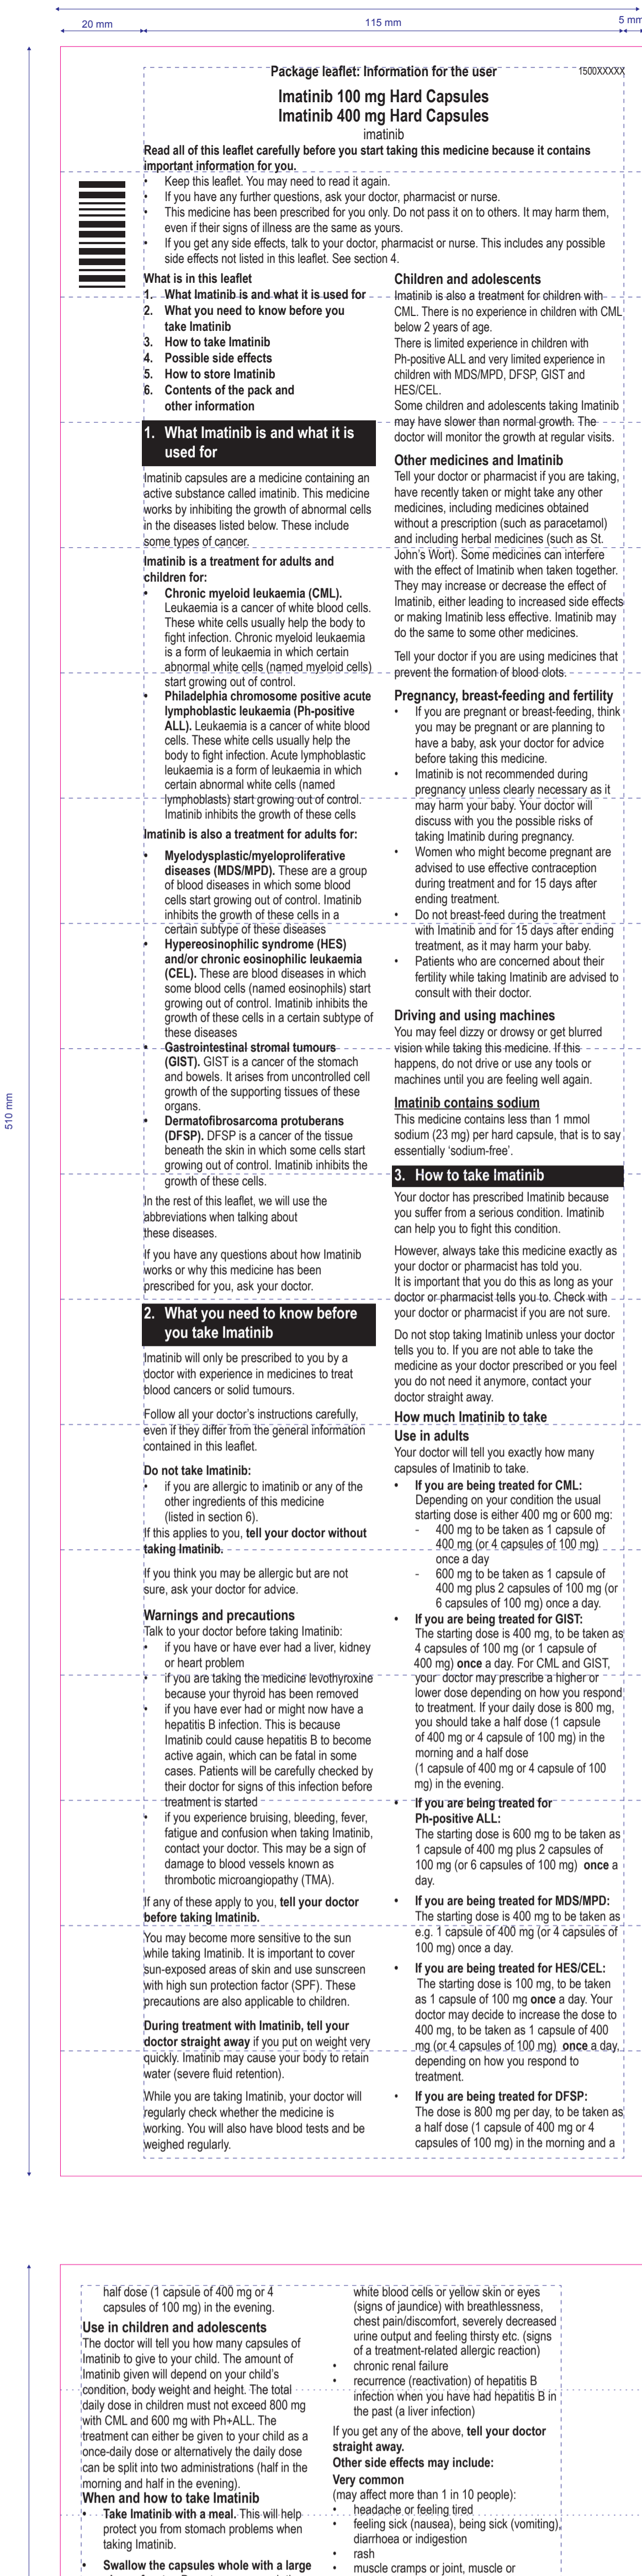 20 mm
115 mm
5 mm
510 mm
Package leaflet: Information for the user
1500XXXXX
Imatinib 100 mg Hard Capsules
Imatinib 400 mg Hard Capsules
imatinib
Read all of this leaflet carefully before you start taking this medicine because it contains
important information for you.
• Keep this leaflet. You may need to read it again.
• If you have any further questions, ask your doctor, pharmacist or nurse.
• This medicine has been prescribed for you only. Do not pass it on to others. It may harm them,
even if their signs of illness are the same as yours.
• If you get any side effects, talk to your doctor, pharmacist or nurse. This includes any possible
side effects not listed in this leaflet. See section 4.
What is in this leaflet
1. What Imatinib is and what it is used for
2. What you need to know before you
take Imatinib
3. How to take Imatinib
4. Possible side effects
5. How to store Imatinib
6. Contents of the pack and
other information
1. What Imatinib is and what it is
used for
Imatinib capsules are a medicine containing an
active substance called imatinib. This medicine
works by inhibiting the growth of abnormal cells
in the diseases listed below. These include
some types of cancer.
Imatinib is a treatment for adults and
children for:
• Chronic myeloid leukaemia (CML).
Leukaemia is a cancer of white blood cells.
These white cells usually help the body to
fight infection. Chronic myeloid leukaemia
is a form of leukaemia in which certain
abnormal white cells (named myeloid cells)
start growing out of control.
• Philadelphia chromosome positive acute
lymphoblastic leukaemia (Ph-positive
ALL). Leukaemia is a cancer of white blood
cells. These white cells usually help the
body to fight infection. Acute lymphoblastic
leukaemia is a form of leukaemia in which
certain abnormal white cells (named
lymphoblasts) start growing out of control.
Imatinib inhibits the growth of these cells
Imatinib is also a treatment for adults for:
• Myelodysplastic/myeloproliferative
diseases (MDS/MPD). These are a group
of blood diseases in which some blood
cells start growing out of control. Imatinib
inhibits the growth of these cells in a
certain subtype of these diseases
• Hypereosinophilic syndrome (HES)
and/or chronic eosinophilic leukaemia
(CEL). These are blood diseases in which
some blood cells (named eosinophils) start
growing out of control. Imatinib inhibits the
growth of these cells in a certain subtype of
these diseases
• Gastrointestinal stromal tumours
(GIST). GIST is a cancer of the stomach
and bowels. It arises from uncontrolled cell
growth of the supporting tissues of these
organs.
• Dermatofibrosarcoma protuberans
(DFSP). DFSP is a cancer of the tissue
beneath the skin in which some cells start
growing out of control. Imatinib inhibits the
growth of these cells.
In the rest of this leaflet, we will use the
abbreviations when talking about
these diseases.
If you have any questions about how Imatinib
works or why this medicine has been
prescribed for you, ask your doctor.
2. What you need to know before
you take Imatinib
Imatinib will only be prescribed to you by a
doctor with experience in medicines to treat
blood cancers or solid tumours.
Follow all your doctor's instructions carefully,
even if they differ from the general information
contained in this leaflet.
Do not take Imatinib:
• if you are allergic to imatinib or any of the
other ingredients of this medicine
(listed in section 6).
If this applies to you, tell your doctor without
taking Imatinib.
If you think you may be allergic but are not
sure, ask your doctor for advice.
Warnings and precautions
Talk to your doctor before taking Imatinib:
• if you have or have ever had a liver, kidney
or heart problem
• if you are taking the medicine levothyroxine
because your thyroid has been removed
• if you have ever had or might now have a
hepatitis B infection. This is because
Imatinib could cause hepatitis B to become
active again, which can be fatal in some
cases. Patients will be carefully checked by
their doctor for signs of this infection before
treatment is started
• if you experience bruising, bleeding, fever,
fatigue and confusion when taking Imatinib,
contact your doctor. This may be a sign of
damage to blood vessels known as
thrombotic microangiopathy (TMA).
If any of these apply to you, tell your doctor
before taking Imatinib.
You may become more sensitive to the sun
while taking Imatinib. It is important to cover
sun-exposed areas of skin and use sunscreen
with high sun protection factor (SPF). These
precautions are also applicable to children.
During treatment with Imatinib, tell your
doctor straight away if you put on weight very
quickly. Imatinib may cause your body to retain
water (severe fluid retention).
While you are taking Imatinib, your doctor will
regularly check whether the medicine is
working. You will also have blood tests and be
weighed regularly.
Children and adolescents
Imatinib is also a treatment for children with
CML. There is no experience in children with CML
below 2 years of age.
There is limited experience in children with
Ph-positive ALL and very limited experience in
children with MDS/MPD, DFSP, GIST and
HES/CEL.
Some children and adolescents taking Imatinib
may have slower than normal growth. The
doctor will monitor the growth at regular visits.
Other medicines and Imatinib
Tell your doctor or pharmacist if you are taking,
have recently taken or might take any other
medicines, including medicines obtained
without a prescription (such as paracetamol)
and including herbal medicines (such as St.
John's Wort). Some medicines can interfere
with the effect of Imatinib when taken together.
They may increase or decrease the effect of
Imatinib, either leading to increased side effects
or making Imatinib less effective. Imatinib may
do the same to some other medicines.
Tell your doctor if you are using medicines that
prevent the formation of blood clots.
Pregnancy, breast-feeding and fertility
• If you are pregnant or breast-feeding, think
you may be pregnant or are planning to
have a baby, ask your doctor for advice
before taking this medicine.
• Imatinib is not recommended during
pregnancy unless clearly necessary as it
may harm your baby. Your doctor will
discuss with you the possible risks of
taking Imatinib during pregnancy.
• Women who might become pregnant are
advised to use effective contraception
during treatment and for 15 days after
ending treatment.
• Do not breast-feed during the treatment
with Imatinib and for 15 days after ending
treatment, as it may harm your baby.
• Patients who are concerned about their
fertility while taking Imatinib are advised to
consult with their doctor.
Driving and using machines
You may feel dizzy or drowsy or get blurred
vision while taking this medicine. If this
happens, do not drive or use any tools or
machines until you are feeling well again.
Imatinib contains sodium
This medicine contains less than 1 mmol
sodium (23 mg) per hard capsule, that is to say
essentially 'sodium-free'.
3. How to take Imatinib
Your doctor has prescribed Imatinib because
you suffer from a serious condition. Imatinib
can help you to fight this condition.
However, always take this medicine exactly as
your doctor or pharmacist has told you.
It is important that you do this as long as your
doctor or pharmacist tells you to. Check with
your doctor or pharmacist if you are not sure.
Do not stop taking Imatinib unless your doctor
tells you to. If you are not able to take the
medicine as your doctor prescribed or you feel
you do not need it anymore, contact your
doctor straight away.
How much Imatinib to take
Use in adults
Your doctor will tell you exactly how many
capsules of Imatinib to take.
• If you are being treated for CML:
Depending on your condition the usual
starting dose is either 400 mg or 600 mg:
- 400 mg to be taken as 1 capsule of
400 mg (or 4 capsules of 100 mg)
once a day
- 600 mg to be taken as 1 capsule of
400 mg plus 2 capsules of 100 mg (or
6 capsules of 100 mg) once a day.
• If you are being treated for GIST:
The starting dose is 400 mg, to be taken as
4 capsules of 100 mg (or 1 capsule of
400 mg) once a day. For CML and GIST,
your doctor may prescribe a higher or
lower dose depending on how you respond
to treatment. If your daily dose is 800 mg,
you should take a half dose (1 capsule
of 400 mg or 4 capsule of 100 mg) in the
morning and a half dose
(1 capsule of 400 mg or 4 capsule of 100
mg) in the evening.
• If you are being treated for
Ph-positive ALL:
The starting dose is 600 mg to be taken as
1 capsule of 400 mg plus 2 capsules of
100 mg (or 6 capsules of 100 mg) once a
day.
• If you are being treated for MDS/MPD:
The starting dose is 400 mg to be taken as
e.g. 1 capsule of 400 mg (or 4 capsules of
100 mg) once a day.
• If you are being treated for HES/CEL:
The starting dose is 100 mg, to be taken
as 1 capsule of 100 mg once a day. Your
doctor may decide to increase the dose to
400 mg, to be taken as 1 capsule of 400
mg (or 4 capsules of 100 mg) once a day,
depending on how you respond to
treatment.
• If you are being treated for DFSP:
The dose is 800 mg per day, to be taken as
a half dose (1 capsule of 400 mg or 4
capsules of 100 mg) in the morning and a
half dose (1 capsule of 400 mg or 4
capsules of 100 mg) in the evening.
Use in children and adolescents
The doctor will tell you how many capsules of
Imatinib to give to your child. The amount of
Imatinib given will depend on your child's
condition, body weight and height. The total
daily dose in children must not exceed 800 mg
with CML and 600 mg with Ph+ALL. The
treatment can either be given to your child as a
once-daily dose or alternatively the daily dose
can be split into two administrations (half in the
morning and half in the evening).
When and how to take Imatinib
• Take Imatinib with a meal. This will help
protect you from stomach problems when
taking Imatinib.
• Swallow the capsules whole with a large
white blood cells or yellow skin or eyes
(signs of jaundice) with breathlessness,
chest pain/discomfort, severely decreased
urine output and feeling thirsty etc. (signs
of a treatment-related allergic reaction)
• chronic renal failure
• recurrence (reactivation) of hepatitis B
infection when you have had hepatitis B in
the past (a liver infection)
If you get any of the above, tell your doctor
straight away.
Other side effects may include:
Very common
(may affect more than 1 in 10 people):
• headache or feeling tired
• feeling sick (nausea), being sick (vomiting),
diarrhoea or indigestion
• rash
• muscle cramps or joint, muscle or